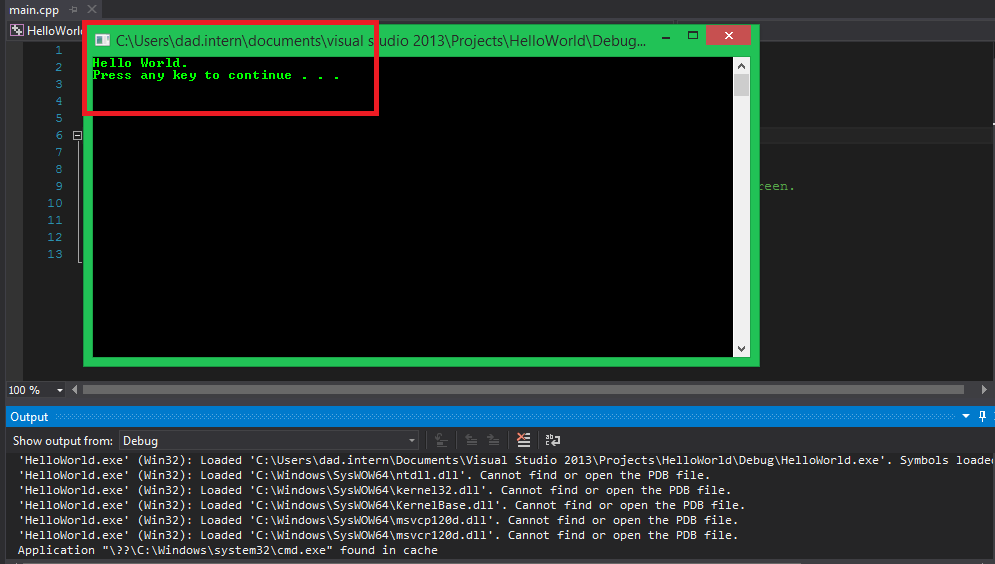 main.cpp
HelloWorl
C:\Users\dad.intern\documents\visual studio 2013\Projects\HelloWorld\Debug...
Hello World.
Press any key to continue . . .
1
2
3
4
5
6
7
8
9
reen.
10
11
12
13
100 %
Output
Show output from: Debug
'HelloWorld.exe' (Win32): Loaded 'C:\Users\dad.intern\Documents\Visual Studio 2013\Projects\HelloWorld\Debug\HelloWorld.exe'. Symbols loade
'HelloWorld.exe' (Win32): Loaded 'C:\Windows\SysWOW64\ntdll.dll'. Cannot find or open the PDB file.
'HelloWorld.exe' (Win32): Loaded 'C:\Windows\SysWOW64\kernel32.dll'. Cannot find or open the PDB file.
'HelloWorld.exe' (Win32): Loaded 'C:\Windows\SysWOW64\KernelBase.dll'. Cannot find or open the PDB file.
'HelloWorld.exe' (Win32): Loaded 'C:\Windows\SysWOW64\msvcp120d.dll'. Cannot find or open the PDB file.
'HelloWorld.exe' (Win32): Loaded 'C:\Windows\SysWOW64\msvcr120d.dll'. Cannot find or open the PDB file.
Application "\??\C:\Windows\system32\cmd.exe" found in cache